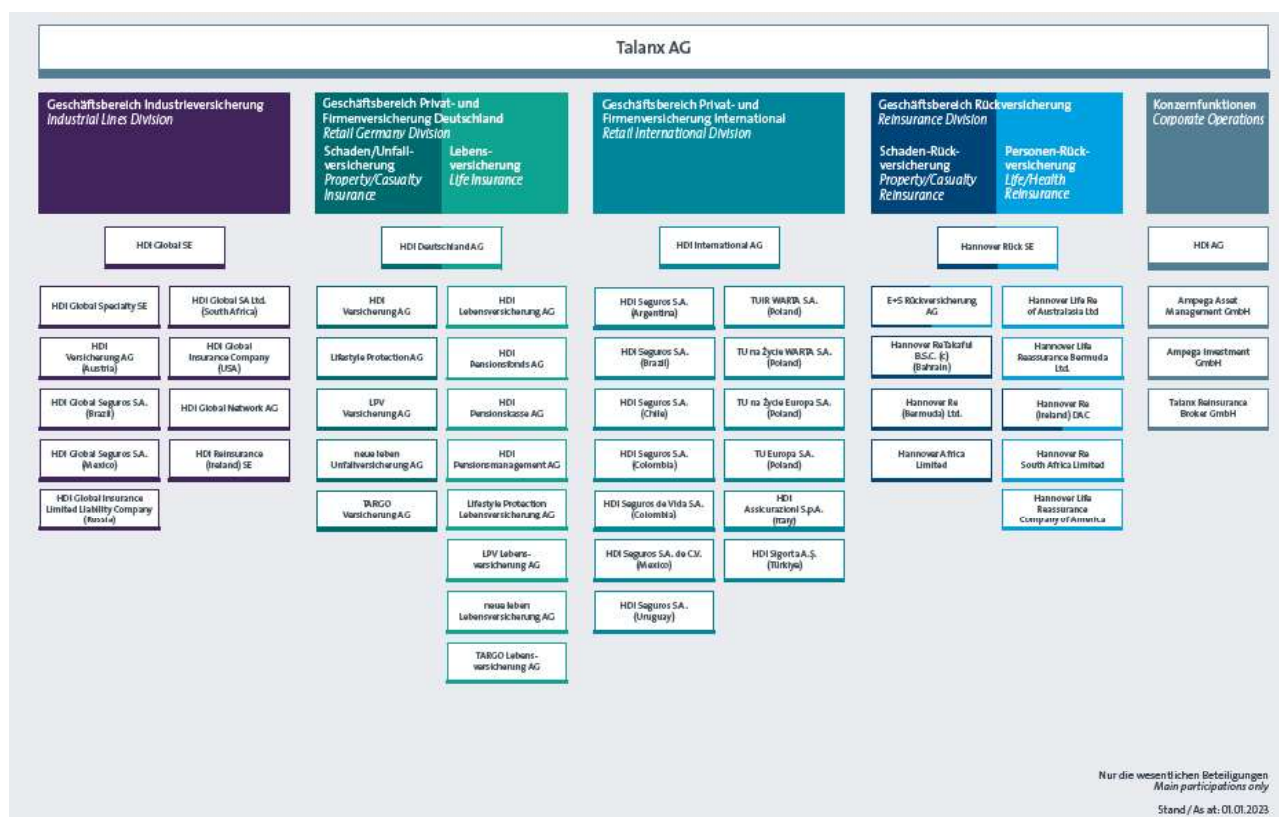 Talanx AG
Geschäftsbereich Industrieversicherung
Industrial Lines Division
Geschäftsbereich Privat- und
Firmenversicherung Deutschland
Retail Germany Division
Schaden/Unfall-
versicherung
Property/Casualty
Insurance
Lebens-
versicherung
Life Insurance
Geschäftsbereich Privat- und
Firmenversicherung International
Retail International Division
Geschäftsbereich Rückversicherung
Reinsurance Division
Schaden-Rück-
versicherung
Property/Casualty
Reinsurance
Personen-Rück-
versicherung
Life/Health
Reinsurance
Konzernfunktionen
Corporate Operations
HDI Global SE
HDI Global Specialty SE
HDI
Versicherung AG
(Austria)
HDI Global Seguros S.A.
(Brazil)
HDI Global Seguros S.A.
(Mexico)
HDI Global Insurance
Limited Liability Company
(Russia)
HDI Global SA Ltd.
(South Africa)
HDI Global
Insurance Company
(USA)
HDI Global Network AG
HDI Reinsurance
(Ireland) SE
HDI Deutschland AG
HDI
Versicherung AG
Lifestyle Protection AG
LPV
Versicherung AG
neue leben
Unfallversicherung AG
TARGO
Versicherung AG
HDI
Lebensversicherung AG
HDI
Pensionsfonds AG
HDI
Pensionskasse AG
HDI
Pensionsmanagement AG
Lifestyle Protection
Lebensversicherung AG
LPV Lebens-
versicherung AG
neue leben
Lebensversicherung AG
TARGO Lebens-
versicherung AG
HDI International AG
HDI Seguros S.A.
(Argentina)
HDI Seguros S.A.
(Brazil)
HDI Seguros S.A.
(Chile)
HDI Seguros S.A.
(Colombia)
HDI Seguros de Vida S.A.
(Colombia)
HDI Seguros S.A. de C.V.
(Mexico)
HDI Seguros S.A.
(Uruguay)
TUIR WARTA S.A.
(Poland)
TU na Życie WARTA S.A.
(Poland)
TU na Życie Europa S.A.
(Poland)
TU Europa S.A.
(Poland)
HDI
Assicurazioni S.p.A.
(Italy)
HDI Sigorta A.Ş.
(Türkiye)
Hannover Rück SE
E+S Rückversicherung
AG
Hannover ReTakaful
B.S.C. (c)
(Bahrain)
Hannover Re
(Bermuda) Ltd.
Hannover Africa
Limited
Hannover Life Re
of Australasia Ltd
Hannover Life
Reassurance Bermuda
Ltd.
Hannover Re
(Ireland) DAC
Hannover Re
South Africa Limited
Hannover Life
Reassurance
Company of America
HDI AG
Ampega Asset
Management GmbH
Ampega Investment
GmbH
Talanx Reinsurance
Broker GmbH
Nur die wesentlichen Beteiligungen
Main participations only
Stand / As at: 01.01.2023